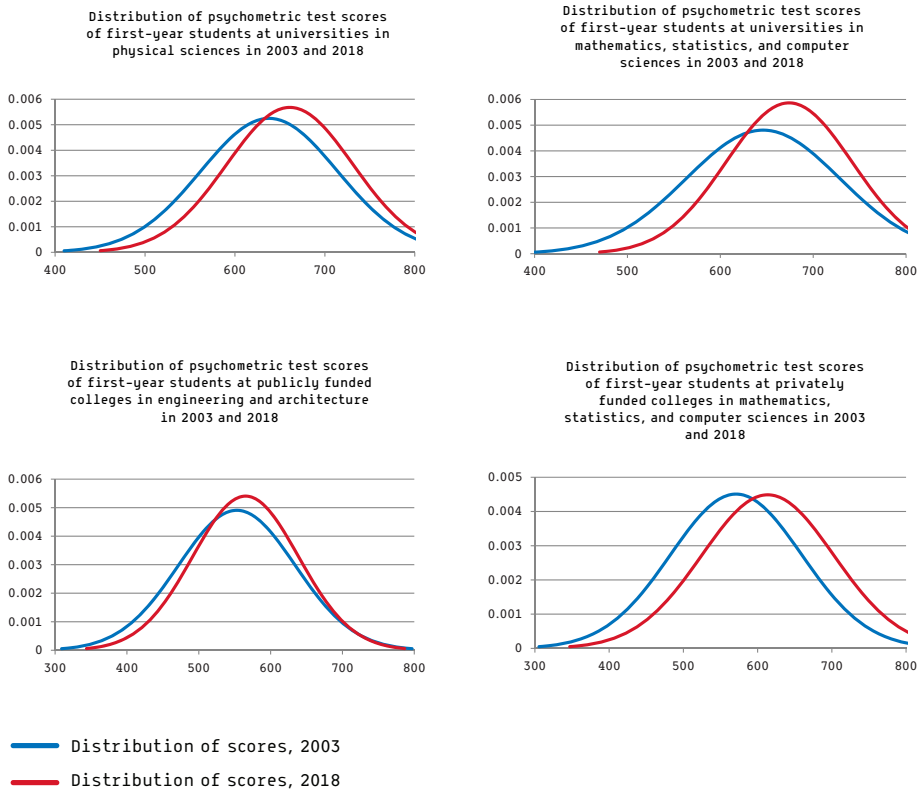 Distribution of psychometric test scores
of first-year students at universities in
physical sciences in 2003 and 2018
0.006
0.005
0.004
0.003
0.002
0.001
0
400 500 600 700 800
Distribution of psychometric test scores
of first-year students at universities in
mathematics, statistics, and computer
sciences in 2003 and 2018
0.006
0.005
0.004
0.003
0.002
0.001
0
400 500 600 700 800
Distribution of psychometric test scores
of first-year students at publicly funded
colleges in engineering and architecture
in 2003 and 2018
0.006
0.005
0.004
0.003
0.002
0.001
0
300 400 500 600 700 800
Distribution of psychometric test scores
of first-year students at privately
funded colleges in mathematics,
statistics, and computer sciences in 2003
and 2018
0.005
0.004
0.003
0.002
0.001
0
300 400 500 600 700 800
Distribution of scores, 2003
Distribution of scores, 2018